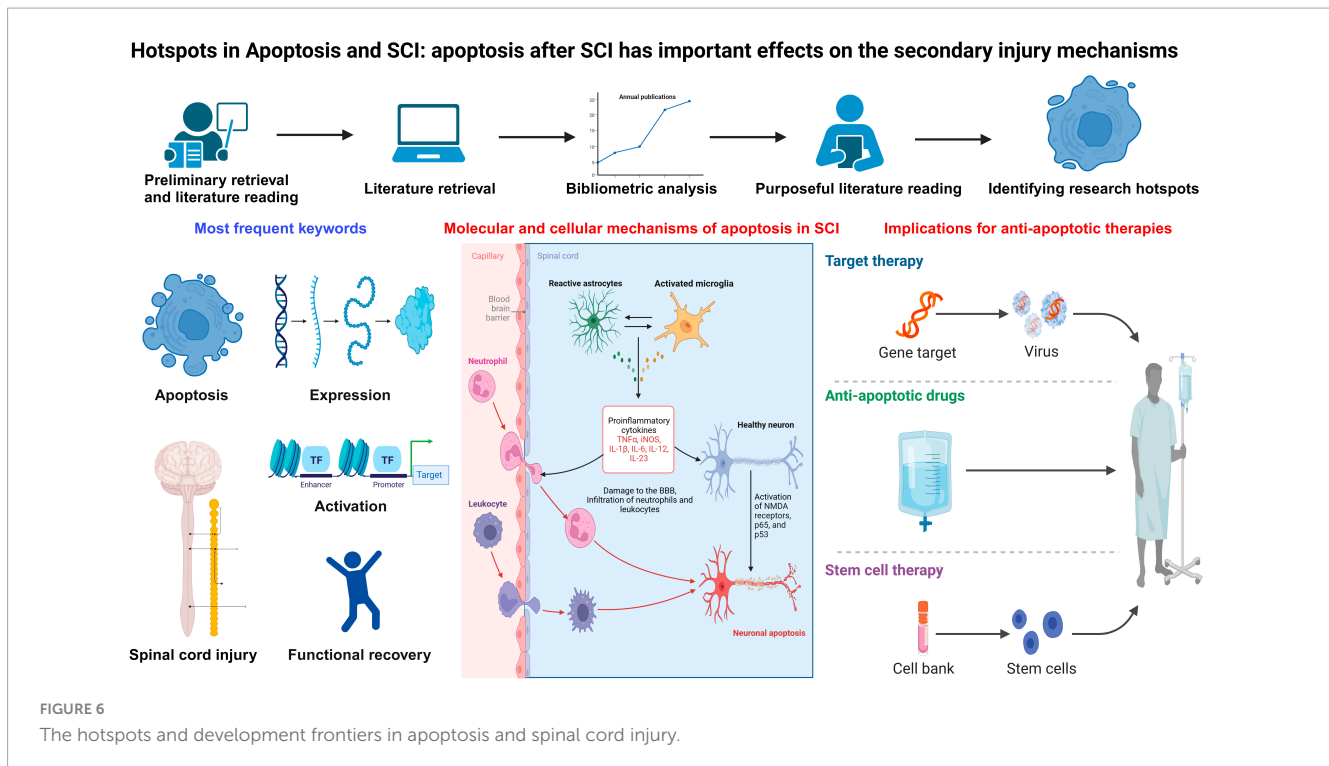 Hotspots in Apoptosis and SCI: apoptosis after SCI has important effects on the secondary injury mechanisms
Annual publications
25
20
15
10
5
0
Preliminary retrieval
and literature reading
Literature retrieval
Bibliometric analysis
Purposeful literature reading
Identifying research hotspots
Most frequent keywords
Apoptosis
Expression
TF
Enhancer
TF
Promoter
Target
Activation
Spinal cord injury
Functional recovery
Molecular and cellular mechanisms of apoptosis in SCI
Capillary
Spinal cord
Blood
brain
barrier
Reactive astrocytes
Activated microglia
Neutrophil
Proinflammatory
cytokines
TNFα, iNOS,
IL-1β, IL-6, IL-12,
IL-23
Healthy neuron
Damage to the BBB,
Infiltration of neutrophils and
leukocytes
Activation
of NMDA
receptors,
p65, and
p53
Leukocyte
Neuronal apoptosis
Implications for anti-apoptotic therapies
Target therapy
Gene target
Virus
Anti-apoptotic drugs
Stem cell therapy
Cell bank
Stem cells
FIGURE 6
The hotspots and development frontiers in apoptosis and spinal cord injury.